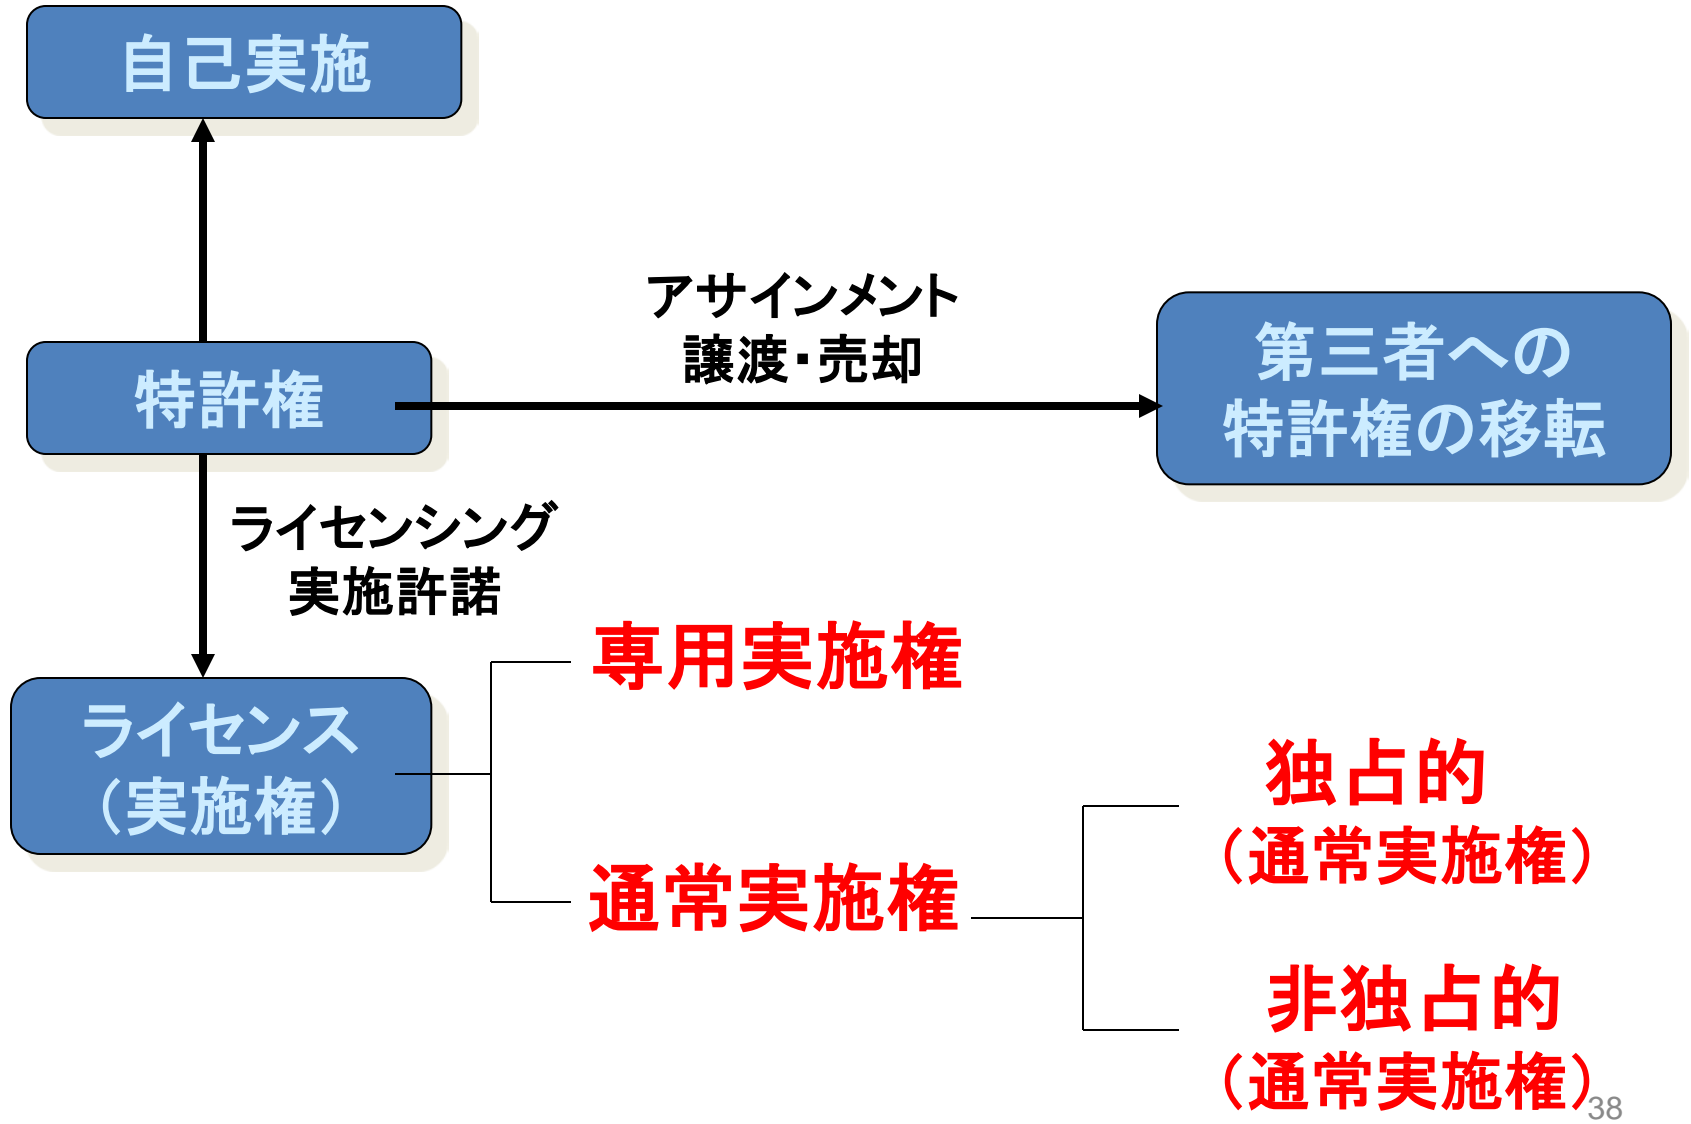 自己実施
アサインメント
譲渡・売却
特許権
第三者への
特許権の移転
ライセンシング
実施許諾
ライセンス
（実施権）
専用実施権
通常実施権
独占的
（通常実施権）
非独占的
（通常実施権）
38